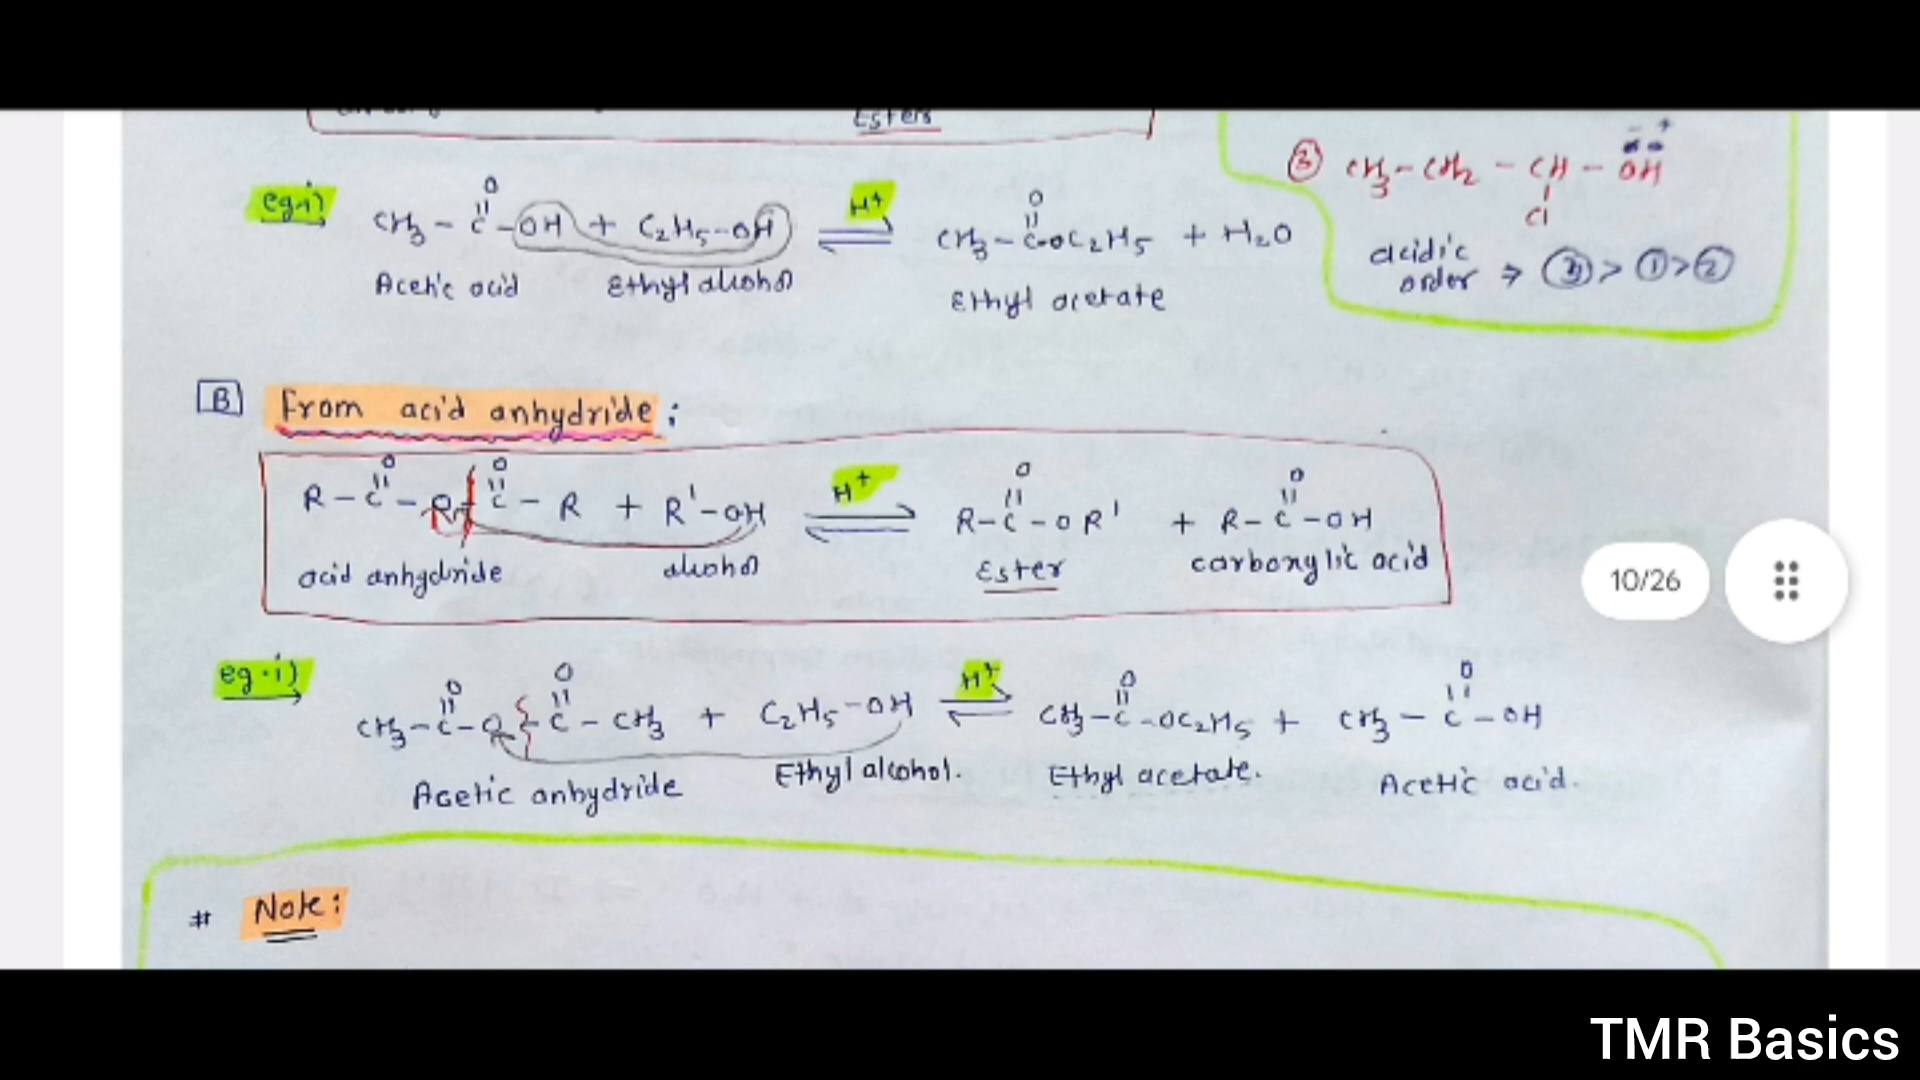 Esters
③ CH3-CH2-CH-OH
Cl
acidic
order ⇒ ③>①>②
eg.i)
O
CH3-C-OH + C2H5-OH
H+
⇌
O
CH3-C-OC2H5 + H2O
Acetic acid
Ethyl alcohol
Ethyl acetate
B From acid anhydride:
O O
R-C-O-C-R + R'-OH
H+
⇌
O O
R-C-OR' + R-C-OH
acid anhydride
alcohol
Ester
carboxylic acid
eg.i)
O O
CH3-C-O-C-CH3 + C2H5-OH
H+
⇌
O O
CH3-C-OC2H5 + CH3-C-OH
Acetic anhydride
Ethyl alcohol.
Ethyl acetate.
Acetic acid.
# Note:
10/26
TMR Basics